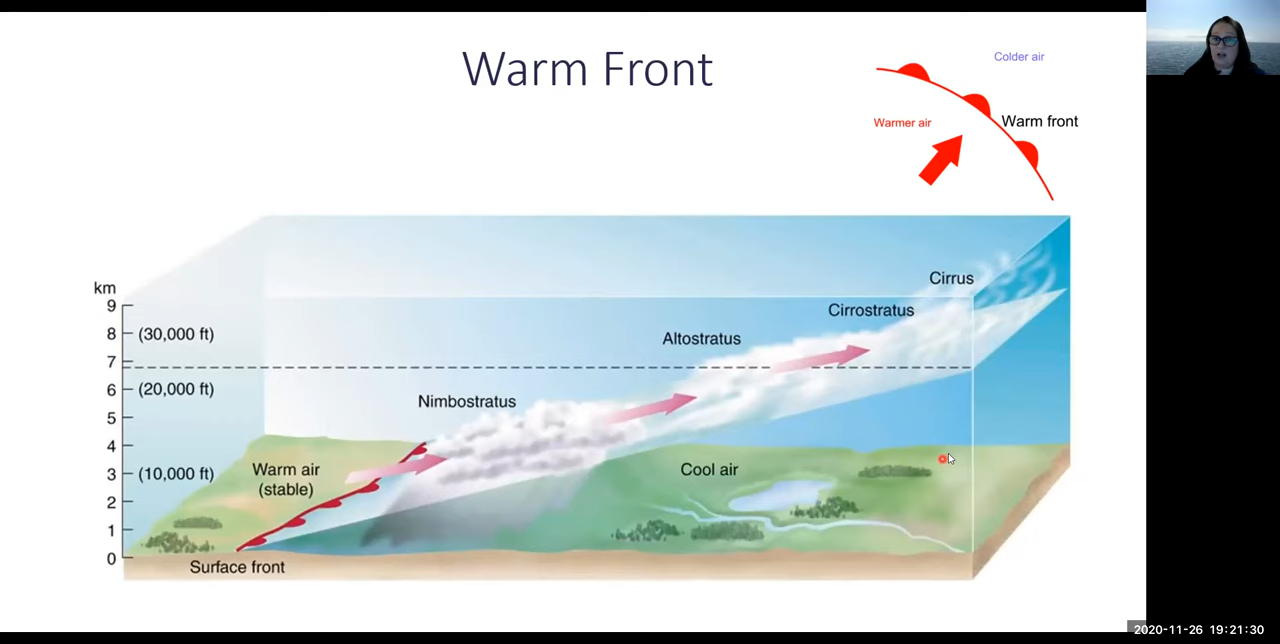 Warm Front
Colder air
Warmer air
Warm front
km
9
8 (30,000 ft)
7
6 (20,000 ft)
5
4
3 (10,000 ft)
2
1
0
Cirrus
Cirrostratus
Altostratus
Nimbostratus
Warm air
(stable)
Cool air
Surface front
2020-11-26 19:21:30